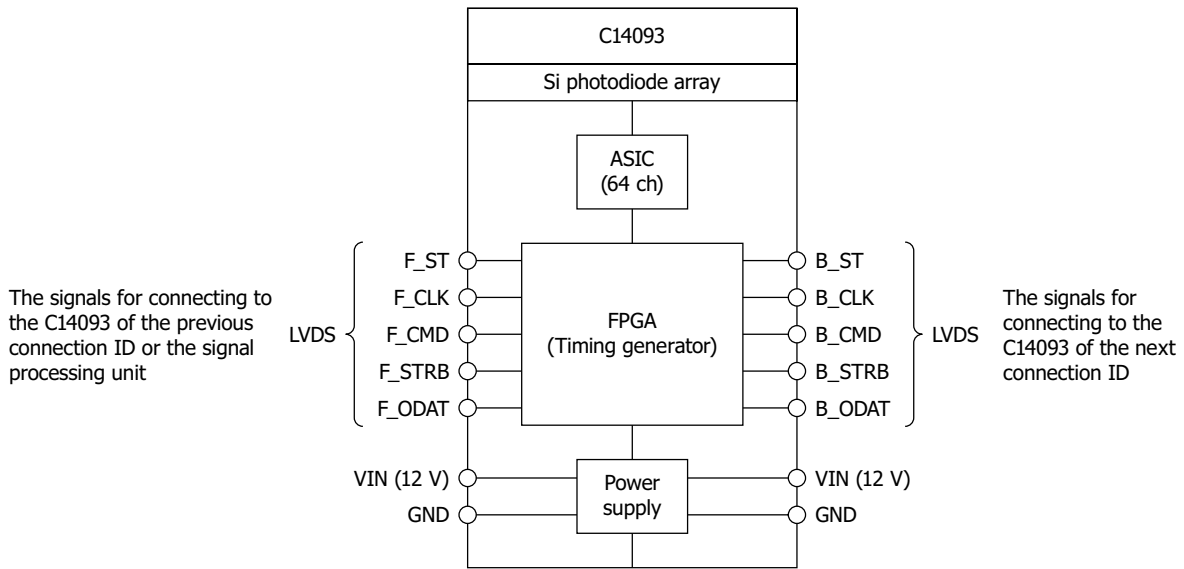 C14093
Si photodiode array
ASIC
(64 ch)
The signals for connecting to
the C14093 of the previous
connection ID or the signal
processing unit
LVDS
F_ST
F_CLK
F_CMD
F_STRB
F_ODAT
FPGA
(Timing generator)
B_ST
B_CLK
B_CMD
B_STRB
B_ODAT
LVDS
The signals for
connecting to the
C14093 of the next
connection ID
VIN (12 V)
GND
Power
supply
VIN (12 V)
GND